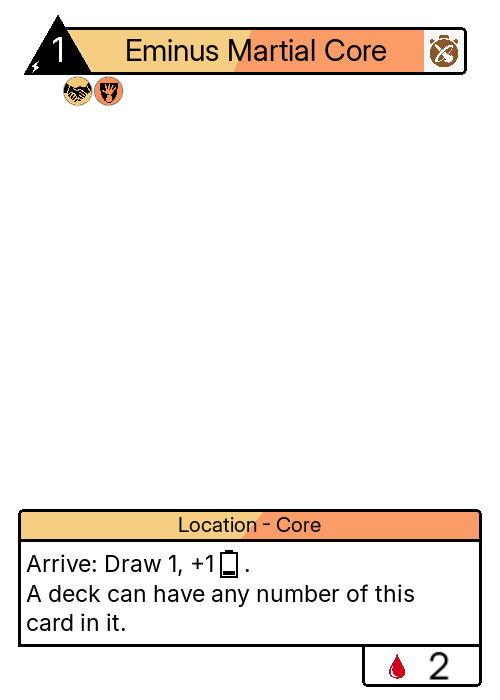 1 Eminus Martial Core
Location - Core
Arrive: Draw 1, +1 .
A deck can have any number of this
card in it.
2